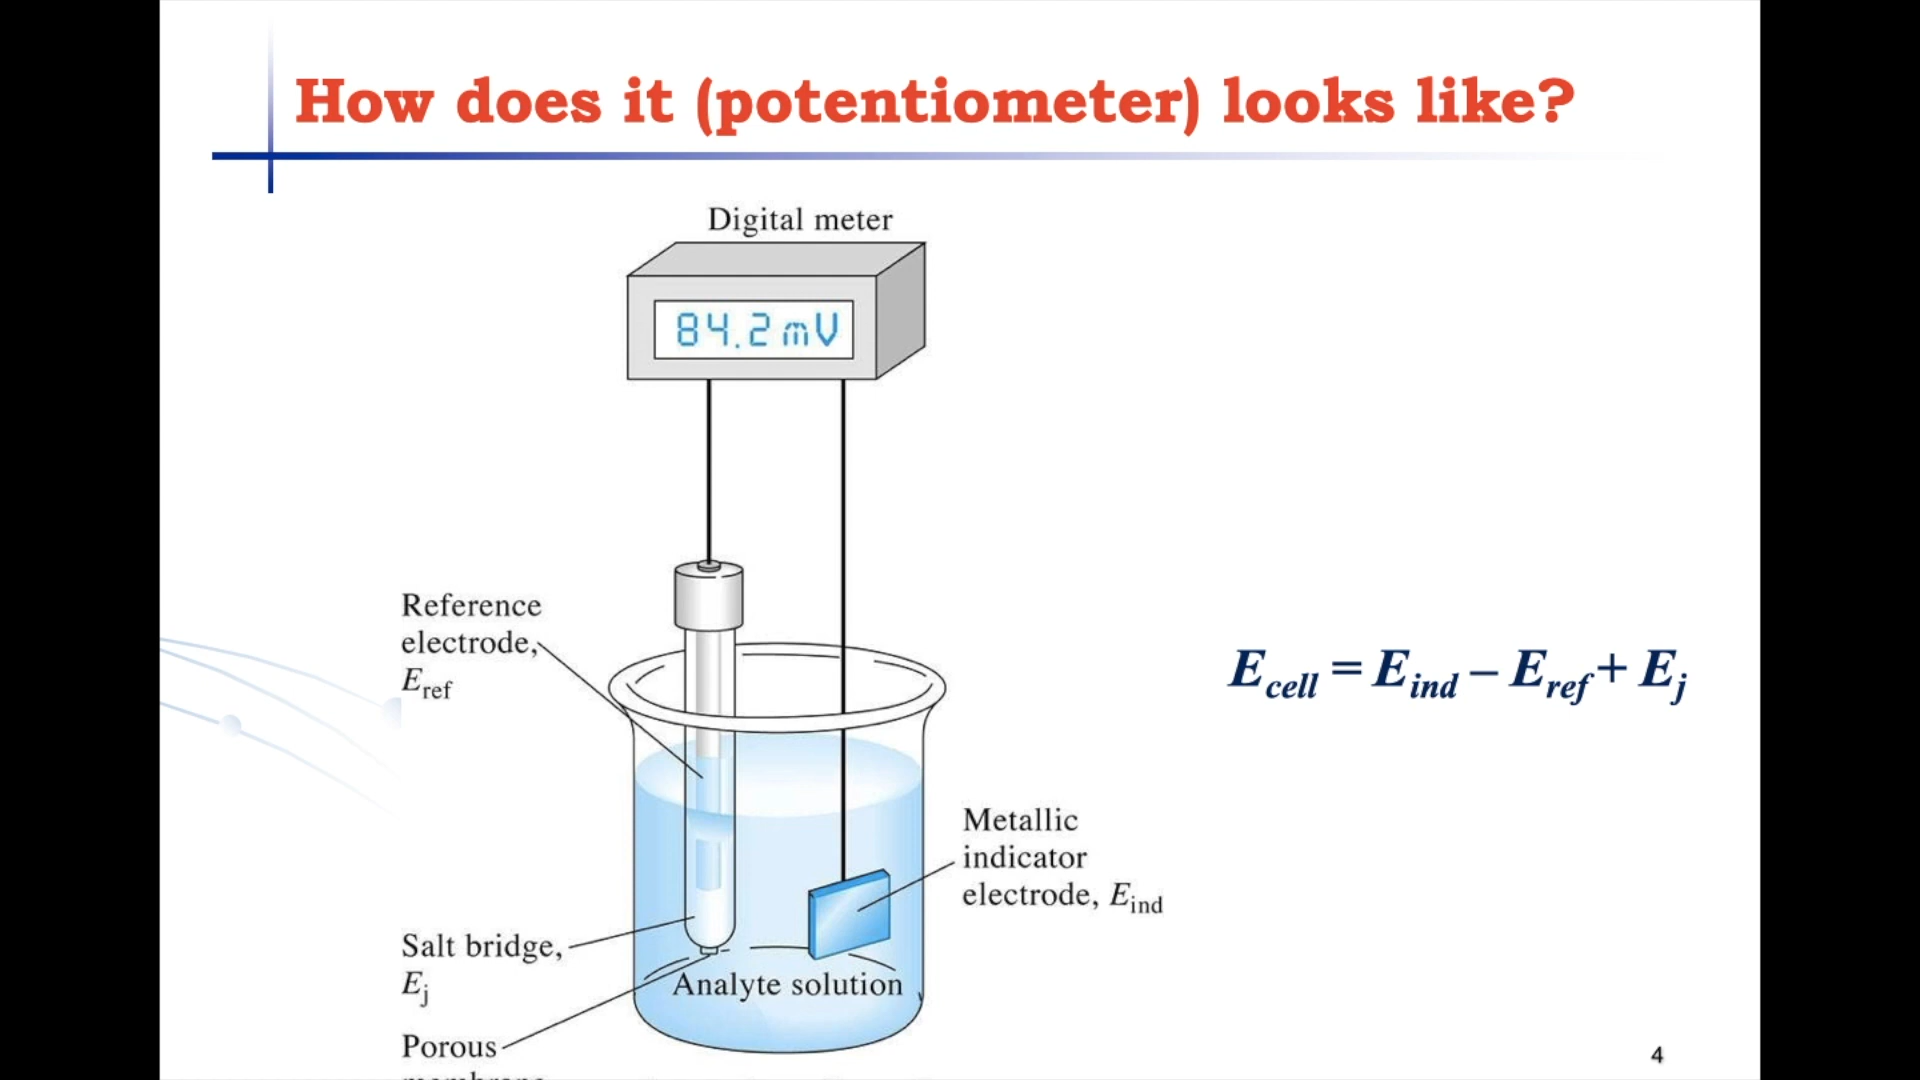 How does it (potentiometer) looks like?
Digital meter
84.2 mV
Reference
electrode,
Eref
Ecell = Eind – Eref + Ej
Metallic
indicator
electrode, Eind
Salt bridge,
Ej
Analyte solution
Porous
membrane
4